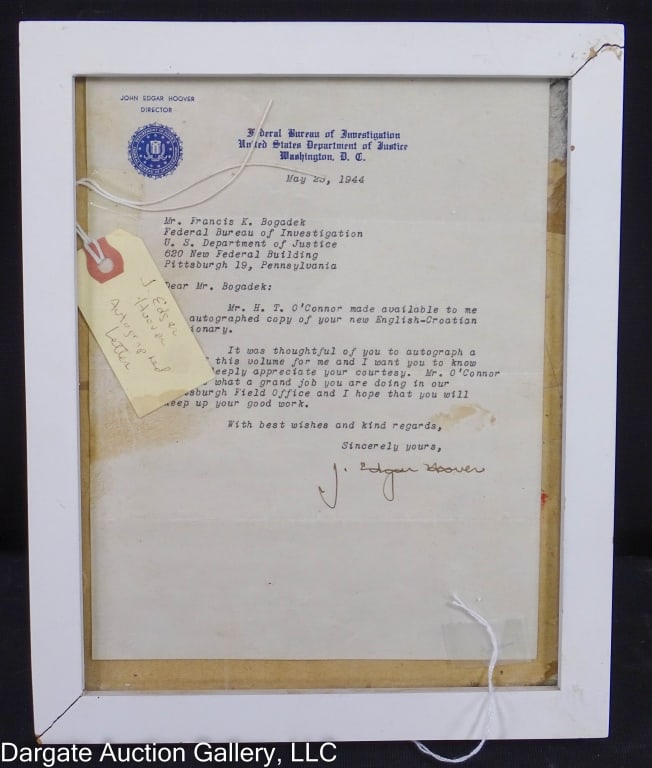 JOHN EDGAR HOOVER
DIRECTOR
Federal Bureau of Investigation
United States Department of Justice
Washington, D. C.
May 23, 1944
Mr. Francis K. Bogadek
Federal Bureau of Investigation
U. S. Department of Justice
620 New Federal Building
Pittsburgh 19, Pennsylvania
Dear Mr. Bogadek:
Mr. H. T. O'Connor made available to me
autographed copy of your new English-Croatian
ionary.
It was thoughtful of you to autograph a
this volume for me and I want you to know
eeply appreciate your courtesy. Mr. O'Connor
what a grand job you are doing in our
sburgh Field Office and I hope that you will
keep up your good work.
With best wishes and kind regards,
Sincerely yours,
J. Edgar Hoover
J. Edgar
Hoover
Autographed
Letter
Dargate Auction Gallery, LLC